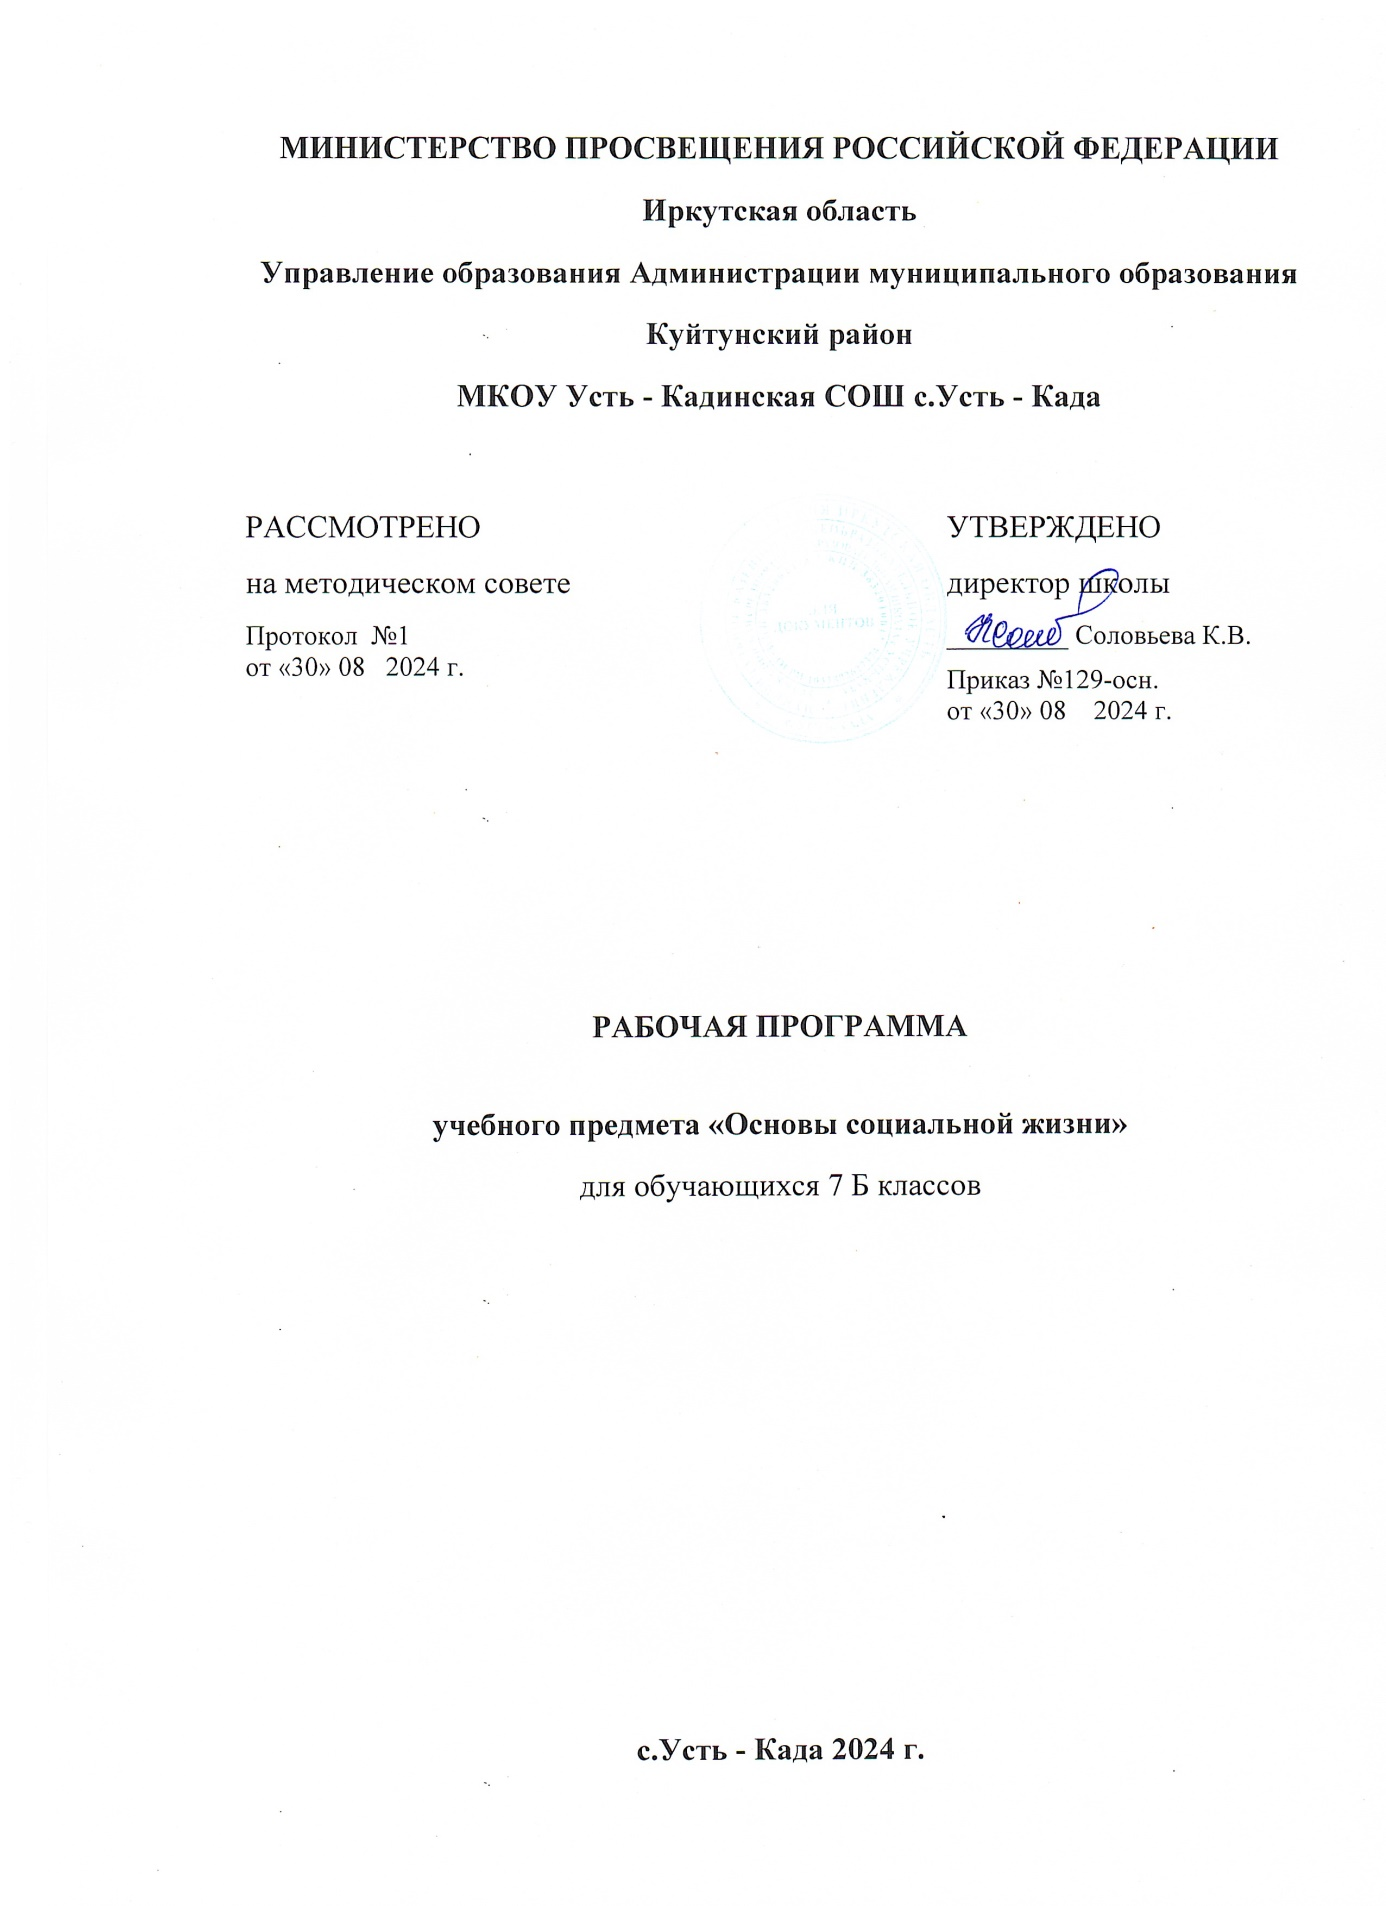 МИНИСТЕРСТВО ПРОСВЕЩЕНИЯ РОССИЙСКОЙ ФЕДЕРАЦИИ
Иркутская область
Управление образования Администрации муниципального образования
Куйтунский район
МКОУ Усть - Кадинская СОШ с.Усть - Када
РАССМОТРЕНО
на методическом совете
Протокол №1
от «30» 08 2024 г.
УТВЕРЖДЕНО
директор школы
Соловьева К.В.
Приказ №129-осн.
от «30» 08 2024 г.
РАБОЧАЯ ПРОГРАММА
учебного предмета «Основы социальной жизни»
для обучающихся 7 Б классов
с.Усть - Када 2024 г.